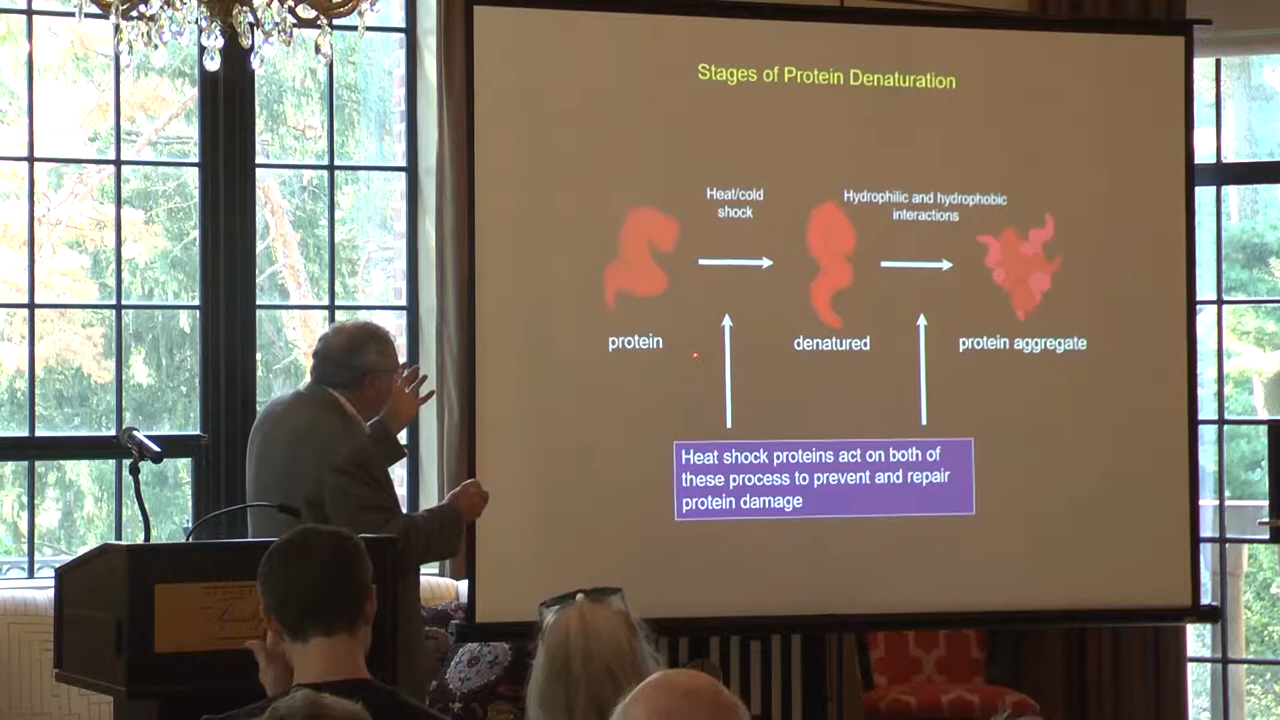 Stages of Protein Denaturation
Heat/cold
shock
Hydrophilic and hydrophobic
interactions
protein
denatured
protein aggregate
Heat shock proteins act on both of
these process to prevent and repair
protein damage